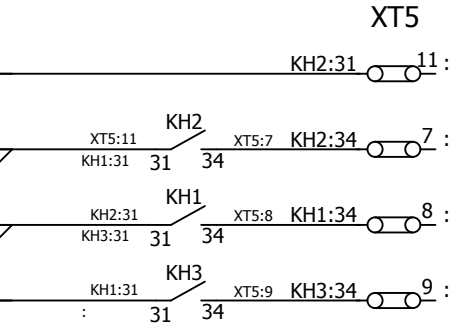 XT5
KH2:31 11 :
KH2
XT5:11 XT5:7 KH2:34 7 :
KH1:31 31 34
KH1
KH2:31 XT5:8 KH1:34 8 :
KH3:31 31 34
KH3
KH1:31 XT5:9 KH3:34 9 :
: 31 34